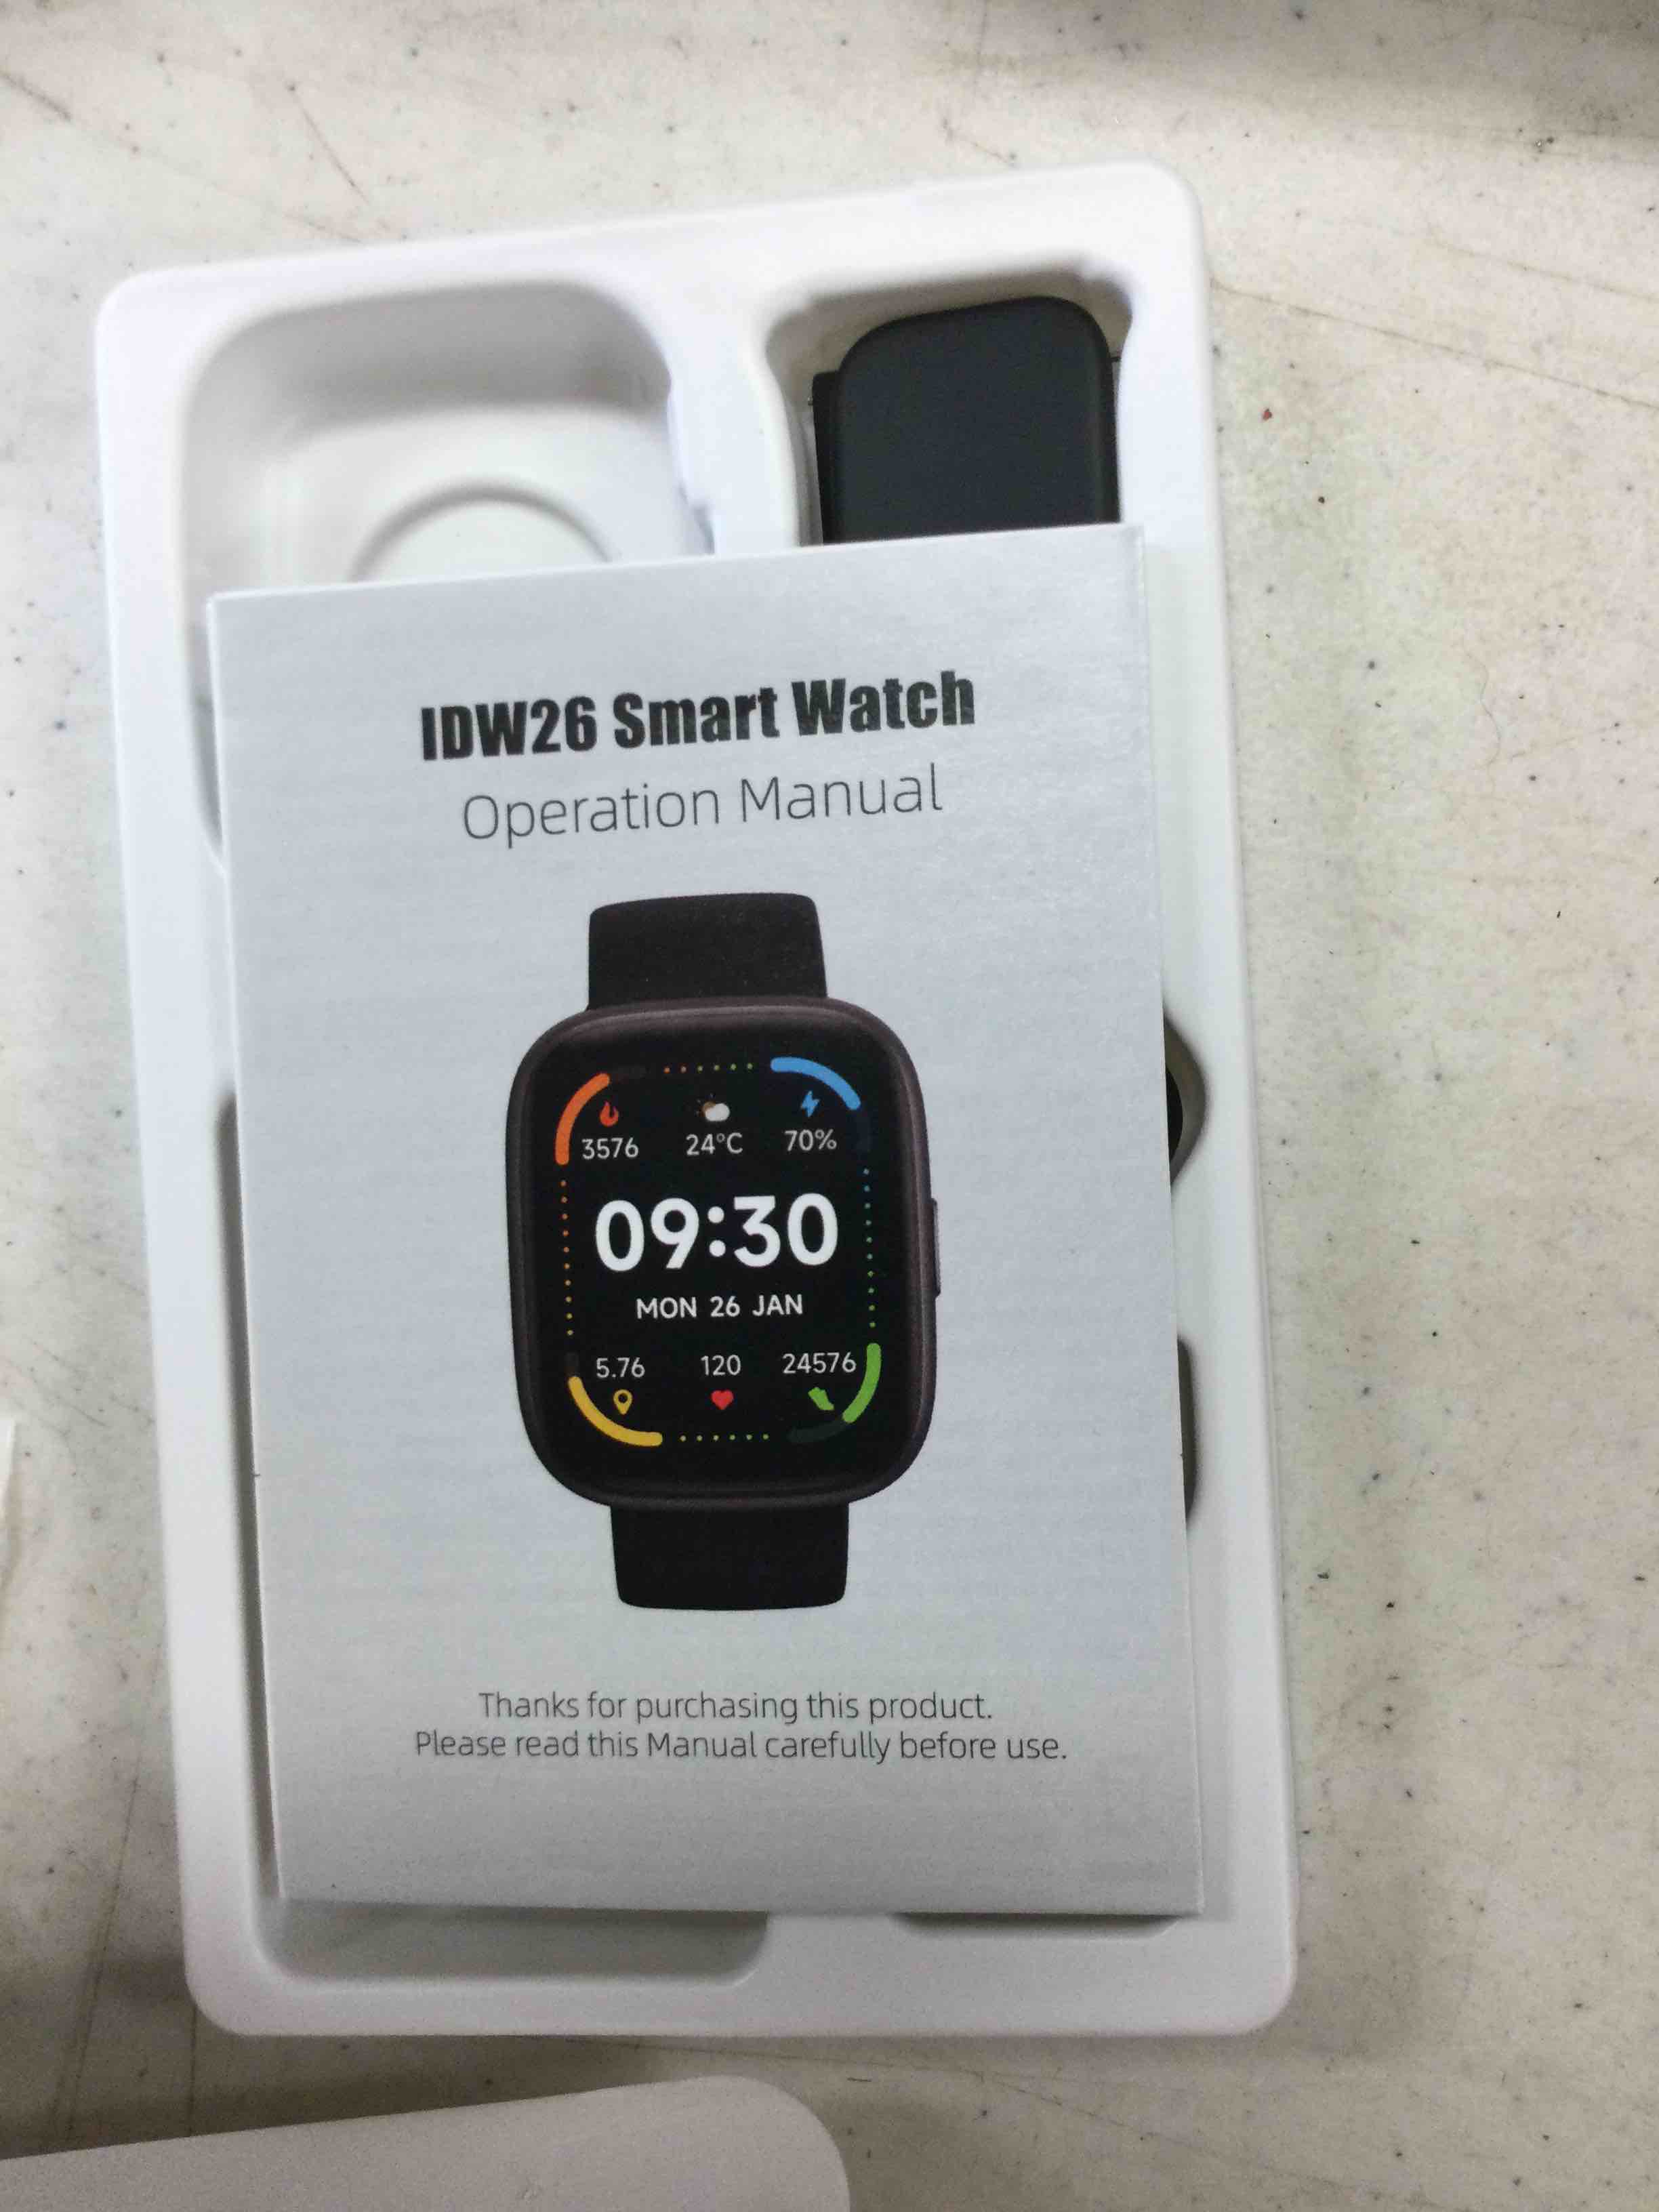 IDW26 Smart Watch
Operation Manual
3576 24°C 70%
09:30
MON 26 JAN
5.76 120 24576
Thanks for purchasing this product.
Please read this Manual carefully before use.